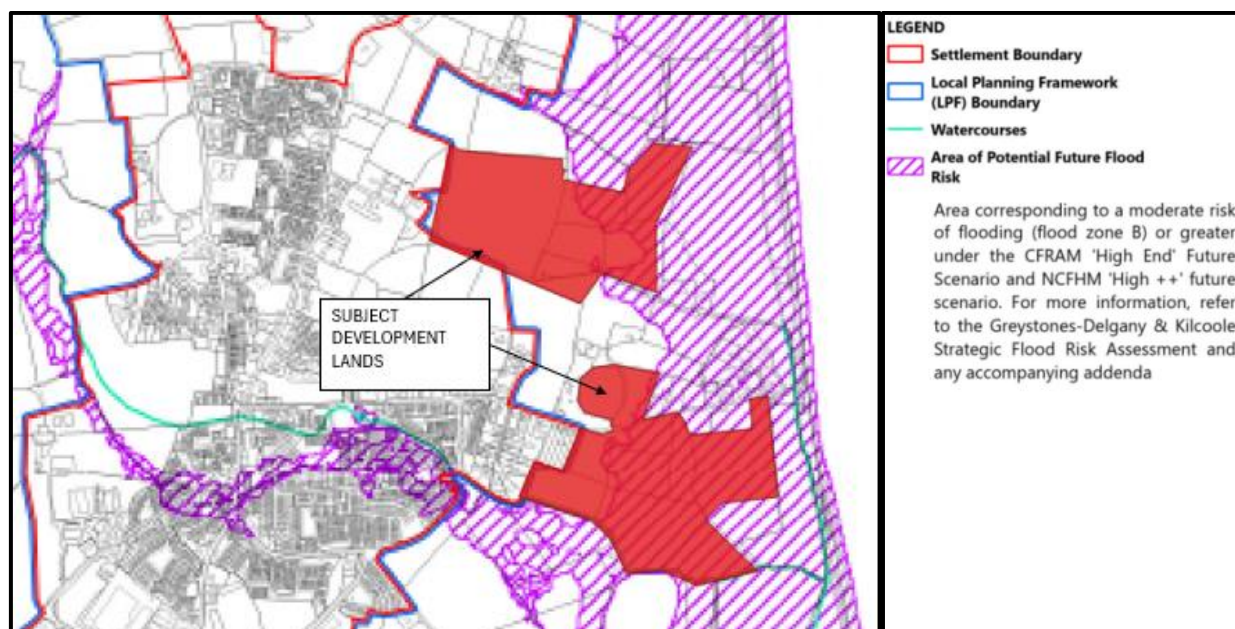 SUBJECT
DEVELOPMENT
LANDS
LEGEND
Settlement Boundary
Local Planning Framework
(LPF) Boundary
Watercourses
Area of Potential Future Flood
Risk
Area corresponding to a moderate risk
of flooding (flood zone B) or greater
under the CFRAM 'High End' Future
Scenario and NCFHM 'High ++' future
scenario. For more information, refer
to the Greystones-Delgany & Kilcoole
Strategic Flood Risk Assessment and
any accompanying addenda